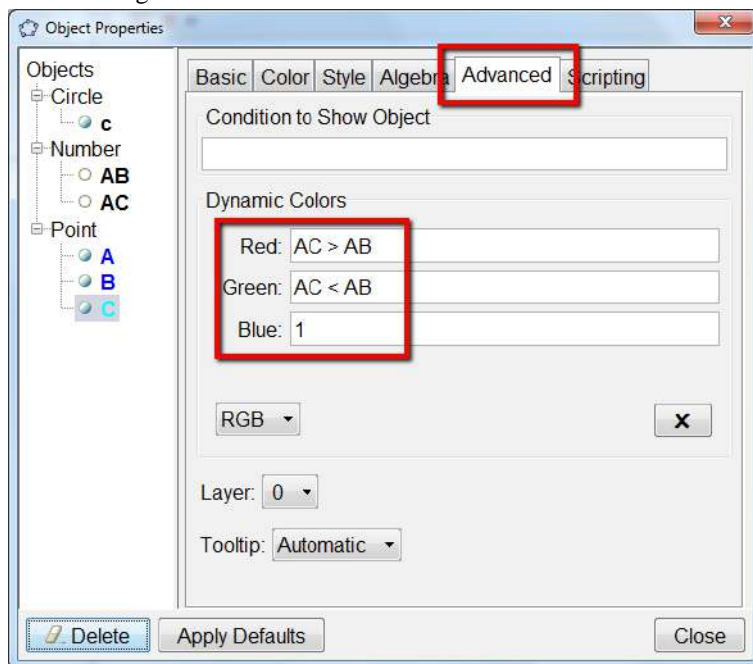 Object Properties
Objects
Circle
c
Number
AB
AC
Point
A
B
C
Basic Color Style Algebra Advanced Scripting
Condition to Show Object
Dynamic Colors
Red: AC > AB
Green: AC < AB
Blue: 1
RGB
x
Layer: 0
Tooltip: Automatic
Delete Apply Defaults Close